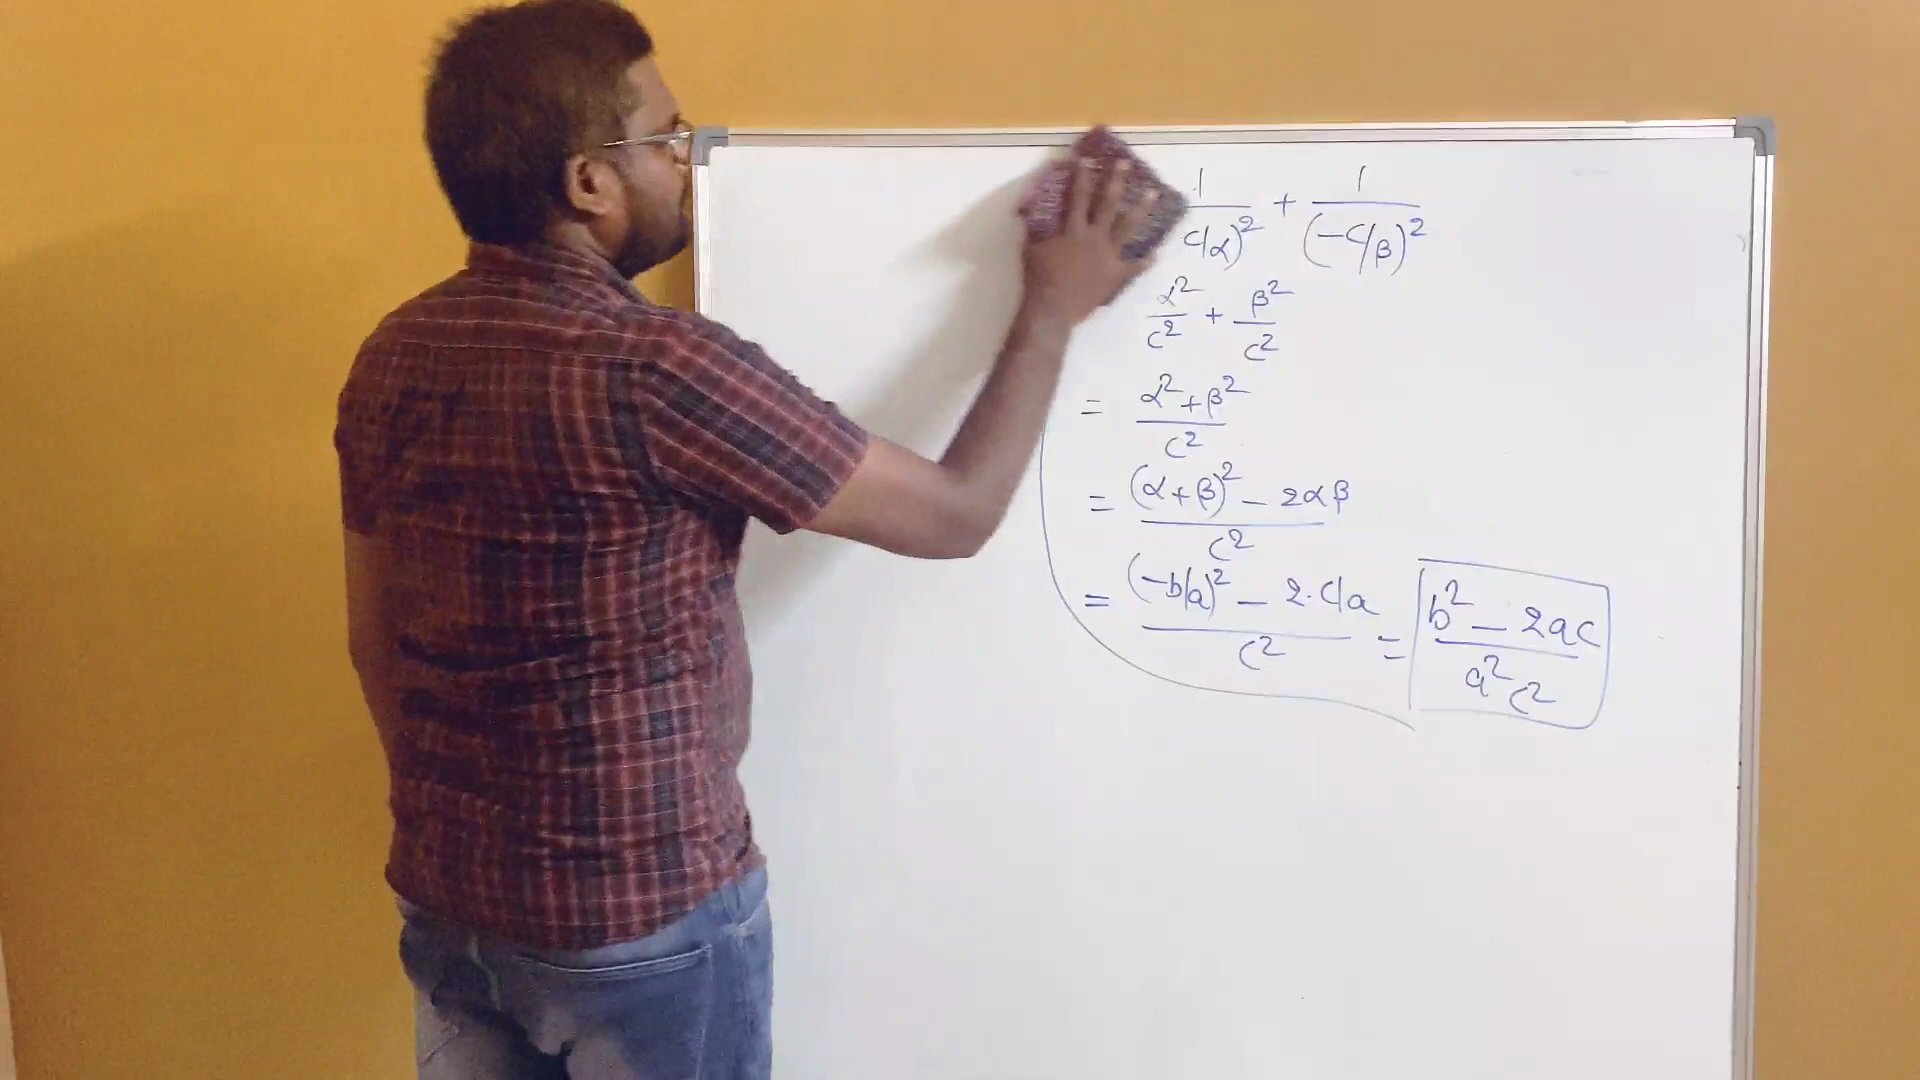 1/(c/α)² + 1/(-c/β)²
α²/c² + β²/c²
= (α²+β²)/c²
= ((α+β)² - 2αβ)/c²
= ((-b/a)² - 2·c/a)/c² = (b² - 2ac)/(a²c²)